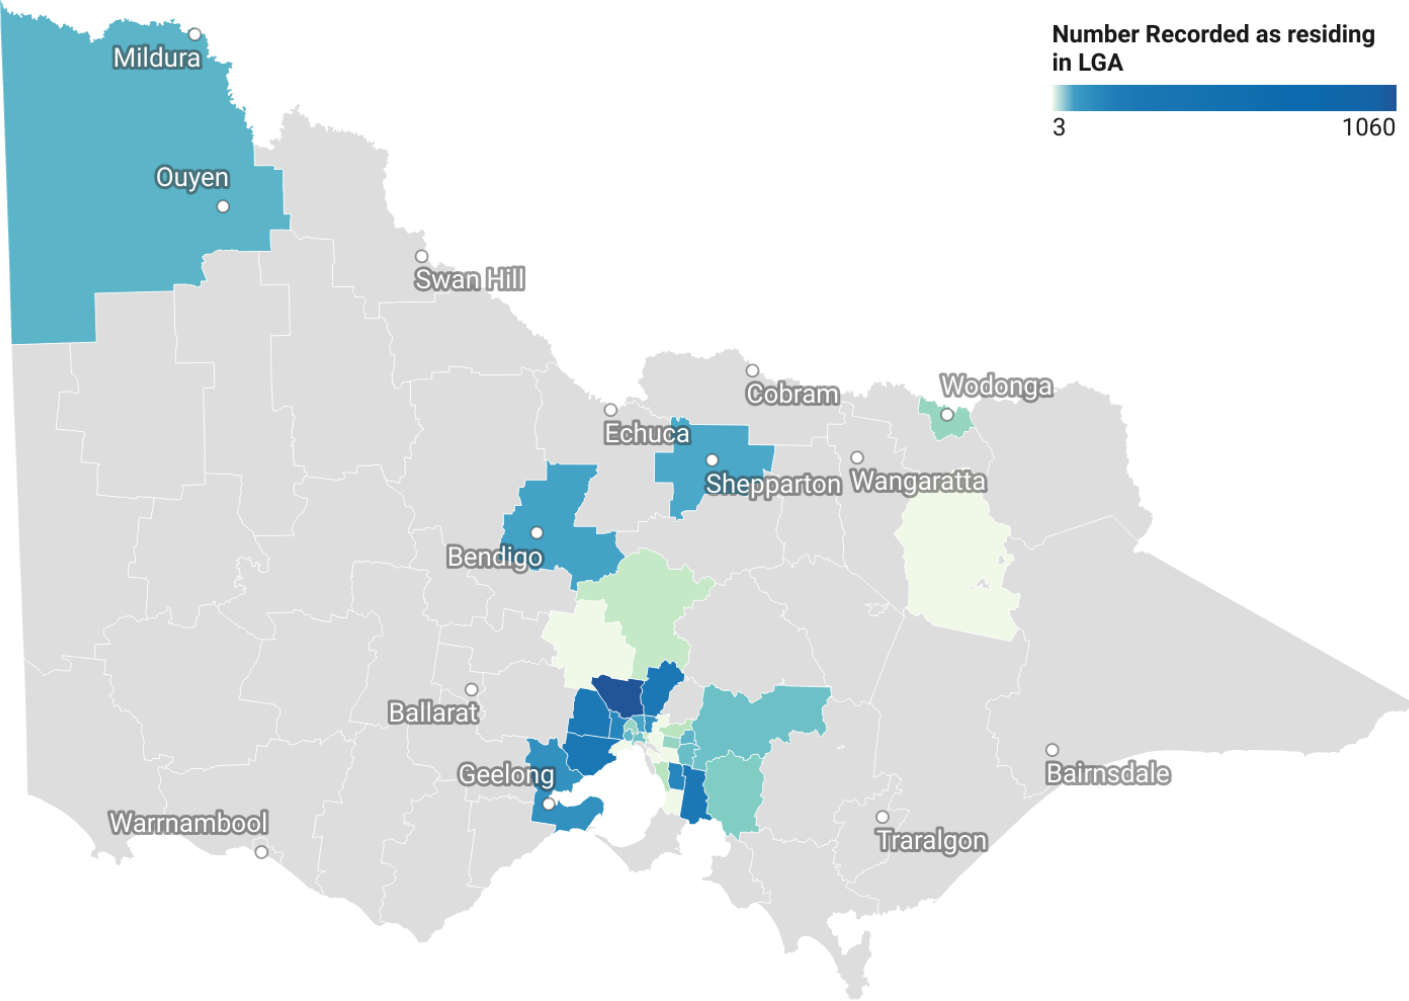 Number Recorded as residing
in LGA
3 1060
Mildura
Ouyen
Swan Hill
Cobram
Wodonga
Echuca
Shepparton
Wangaratta
Bendigo
Ballarat
Geelong
Bairnsdale
Warrnambool
Traralgon